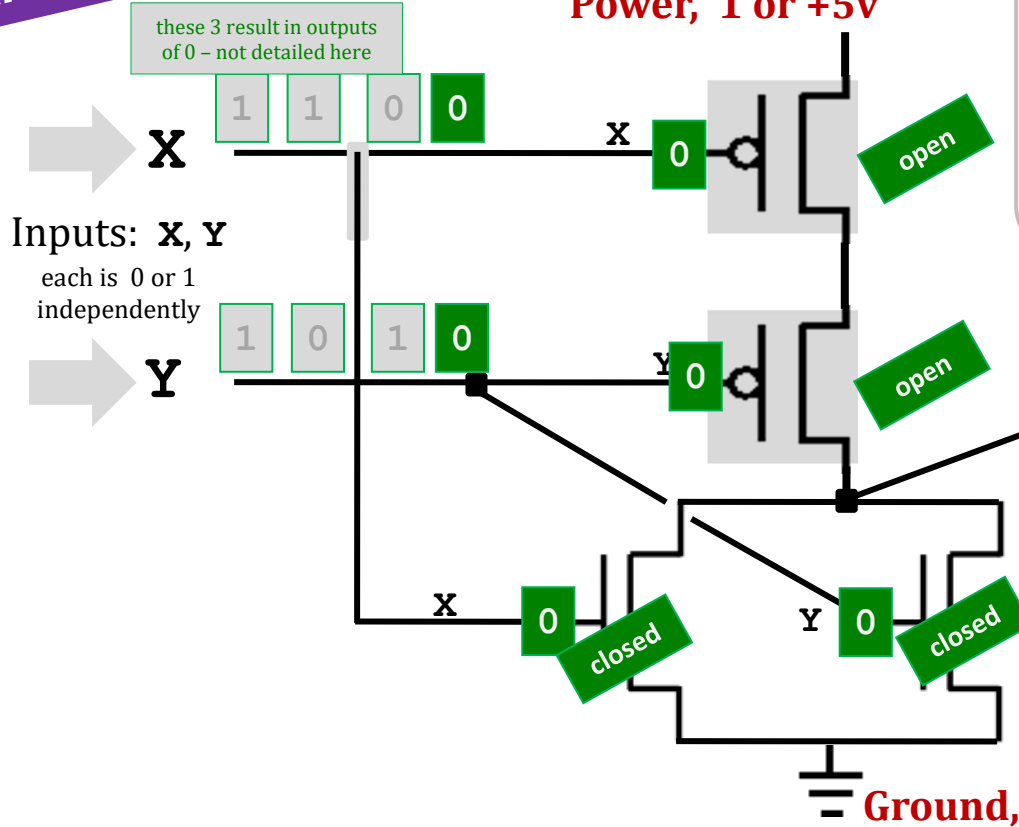 Power, 1 or +5v
these 3 result in outputs
of 0 – not detailed here
1 1 0 0
X
X
0
open
Inputs: X, Y
each is 0 or 1
independently
1 0 1 0
Y
Y
0
open
X
0
closed
Y
0
closed
Ground,